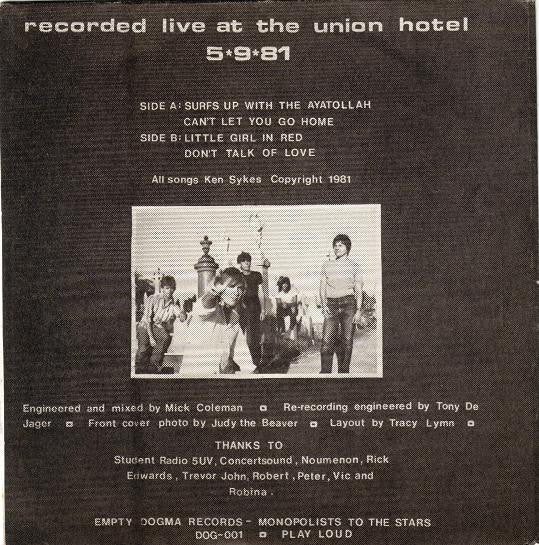 recorded live at the union hotel
5*9*81
SIDE A: SURFS UP WITH THE AYATOLLAH
CAN'T LET YOU GO HOME
SIDE B: LITTLE GIRL IN RED
DON'T TALK OF LOVE
All songs Ken Sykes Copyright 1981
Engineered and mixed by Mick Coleman ◘ Re-recording engineered by Tony De
Jager ◘ Front cover photo by Judy the Beaver ◘ Layout by Tracy Lymn ◘
THANKS TO
Student Radio 5UV, Concertsound, Noumenon, Rick
Edwards, Trevor John, Robert, Peter, Vic and
Robina.
EMPTY DOGMA RECORDS - MONOPOLISTS TO THE STARS
DOG-001 ◘ PLAY LOUD